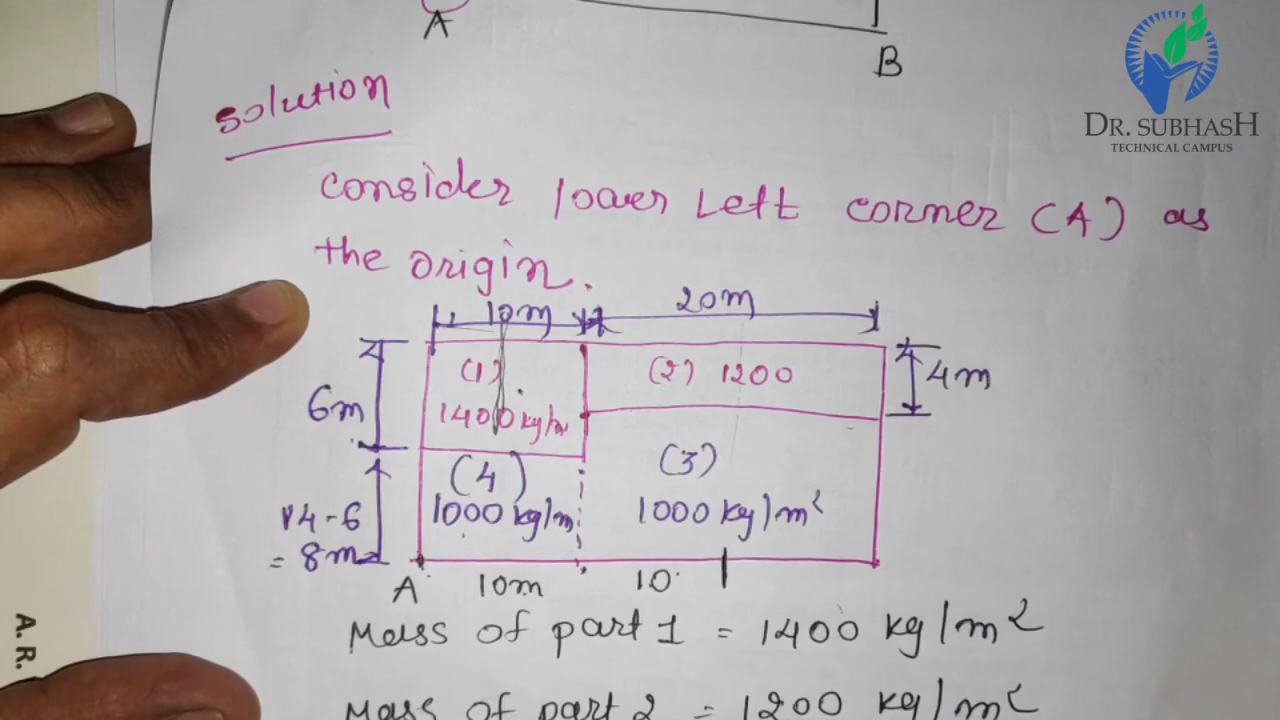 A
B
DR. SUBHASH
TECHNICAL CAMPUS
solution
consider lower Left corner (A) as
the origin.
10m
20m
(1)
(2) 1200
4m
6m
1400 kg/m
(4)
(3)
14-6
1000 kg/m
1000 kg/m²
= 8m
A
10m
10
Mass of part 1 = 1400 kg/m²
Mass of part 2 = 1200 kg/m²
A. R.